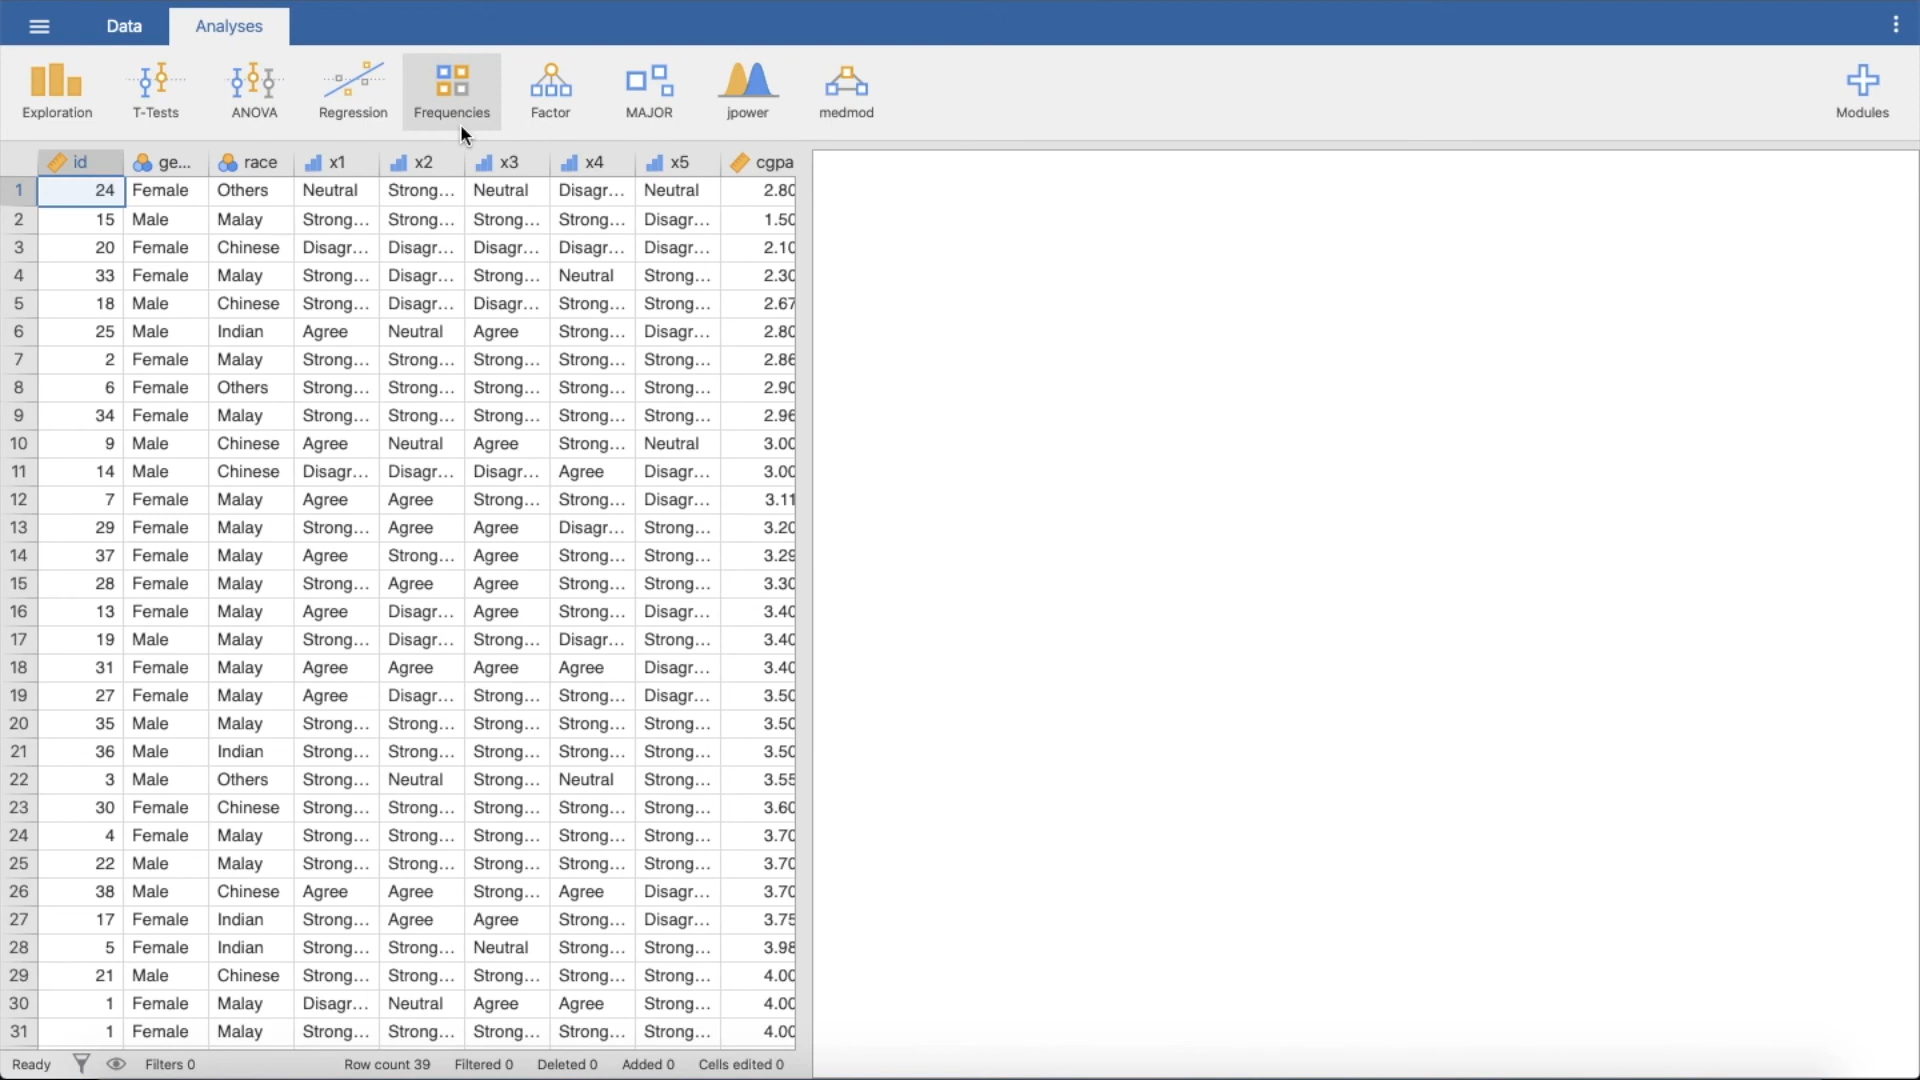 Data Analyses
Exploration T-Tests ANOVA Regression Frequencies Factor MAJOR jpower medmod Modules
id ge... race x1 x2 x3 x4 x5 cgpa
1 24 Female Others Neutral Strong... Neutral Disagr... Neutral 2.80
2 15 Male Malay Strong... Strong... Strong... Strong... Disagr... 1.50
3 20 Female Chinese Disagr... Disagr... Disagr... Disagr... Disagr... 2.10
4 33 Female Malay Strong... Disagr... Strong... Neutral Strong... 2.30
5 18 Male Chinese Strong... Disagr... Disagr... Strong... Strong... 2.67
6 25 Male Indian Agree Neutral Agree Strong... Disagr... 2.80
7 2 Female Malay Strong... Strong... Strong... Strong... Strong... 2.86
8 6 Female Others Strong... Strong... Strong... Strong... Strong... 2.90
9 34 Female Malay Strong... Strong... Strong... Strong... Strong... 2.96
10 9 Male Chinese Agree Neutral Agree Strong... Neutral 3.00
11 14 Male Chinese Disagr... Disagr... Disagr... Agree Disagr... 3.00
12 7 Female Malay Agree Agree Strong... Strong... Disagr... 3.11
13 29 Female Malay Strong... Agree Agree Disagr... Strong... 3.20
14 37 Female Malay Agree Strong... Agree Strong... Strong... 3.29
15 28 Female Malay Strong... Agree Agree Strong... Strong... 3.30
16 13 Female Malay Agree Disagr... Agree Strong... Disagr... 3.40
17 19 Male Malay Strong... Disagr... Strong... Disagr... Strong... 3.40
18 31 Female Malay Agree Agree Agree Agree Disagr... 3.40
19 27 Female Malay Agree Disagr... Strong... Strong... Disagr... 3.50
20 35 Male Malay Strong... Strong... Strong... Strong... Strong... 3.50
21 36 Male Indian Strong... Strong... Strong... Strong... Strong... 3.50
22 3 Male Others Strong... Neutral Strong... Neutral Strong... 3.55
23 30 Female Chinese Strong... Strong... Strong... Strong... Strong... 3.60
24 4 Female Malay Strong... Strong... Strong... Strong... Strong... 3.70
25 22 Male Malay Strong... Strong... Strong... Strong... Strong... 3.70
26 38 Male Chinese Agree Agree Strong... Agree Disagr... 3.70
27 17 Female Indian Strong... Agree Agree Strong... Disagr... 3.75
28 5 Female Indian Strong... Strong... Neutral Strong... Strong... 3.98
29 21 Male Chinese Strong... Strong... Strong... Strong... Strong... 4.00
30 1 Female Malay Disagr... Neutral Agree Agree Strong... 4.00
31 1 Female Malay Strong... Strong... Strong... Strong... Strong... 4.00
Ready Filters 0 Row count 39 Filtered 0 Deleted 0 Added 0 Cells edited 0